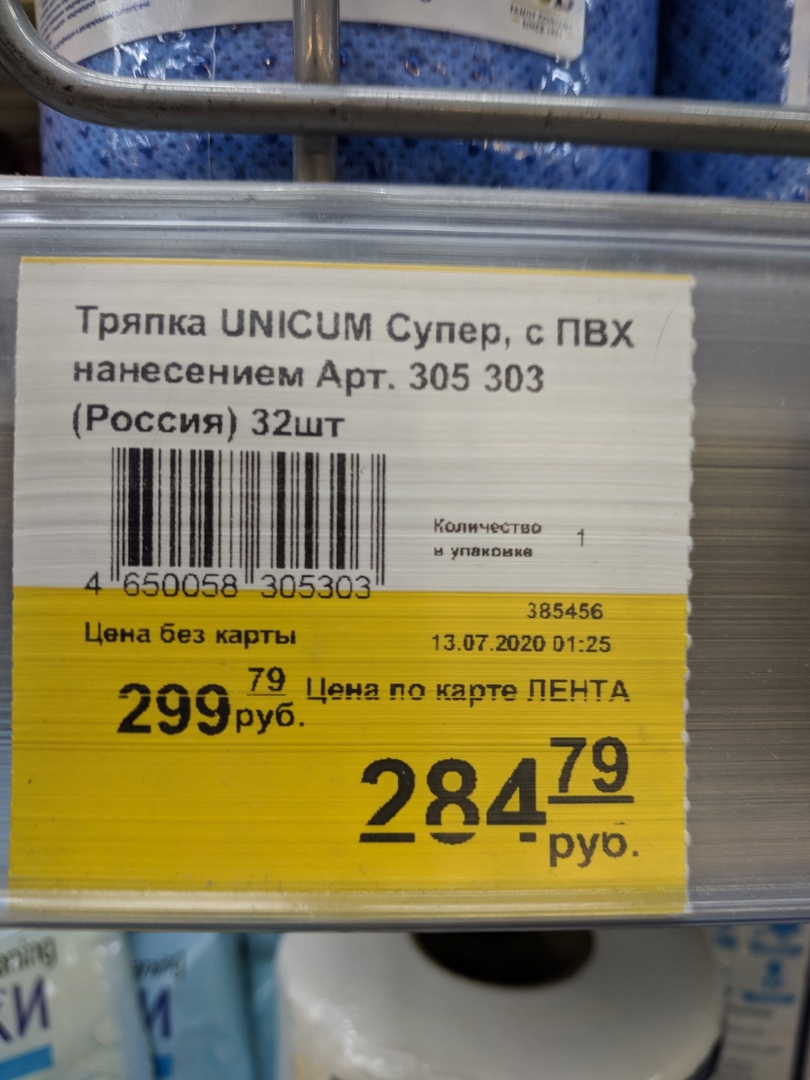 Тряпка UNICUM Супер, с ПВХ
нанесением Арт. 305 303
(Россия) 32шт
Количество
в упаковке
1
4 650058 305303
385456
Цена без карты
13.07.2020 01:25
299 79
руб.
Цена по карте ЛЕНТА
284 79
руб.